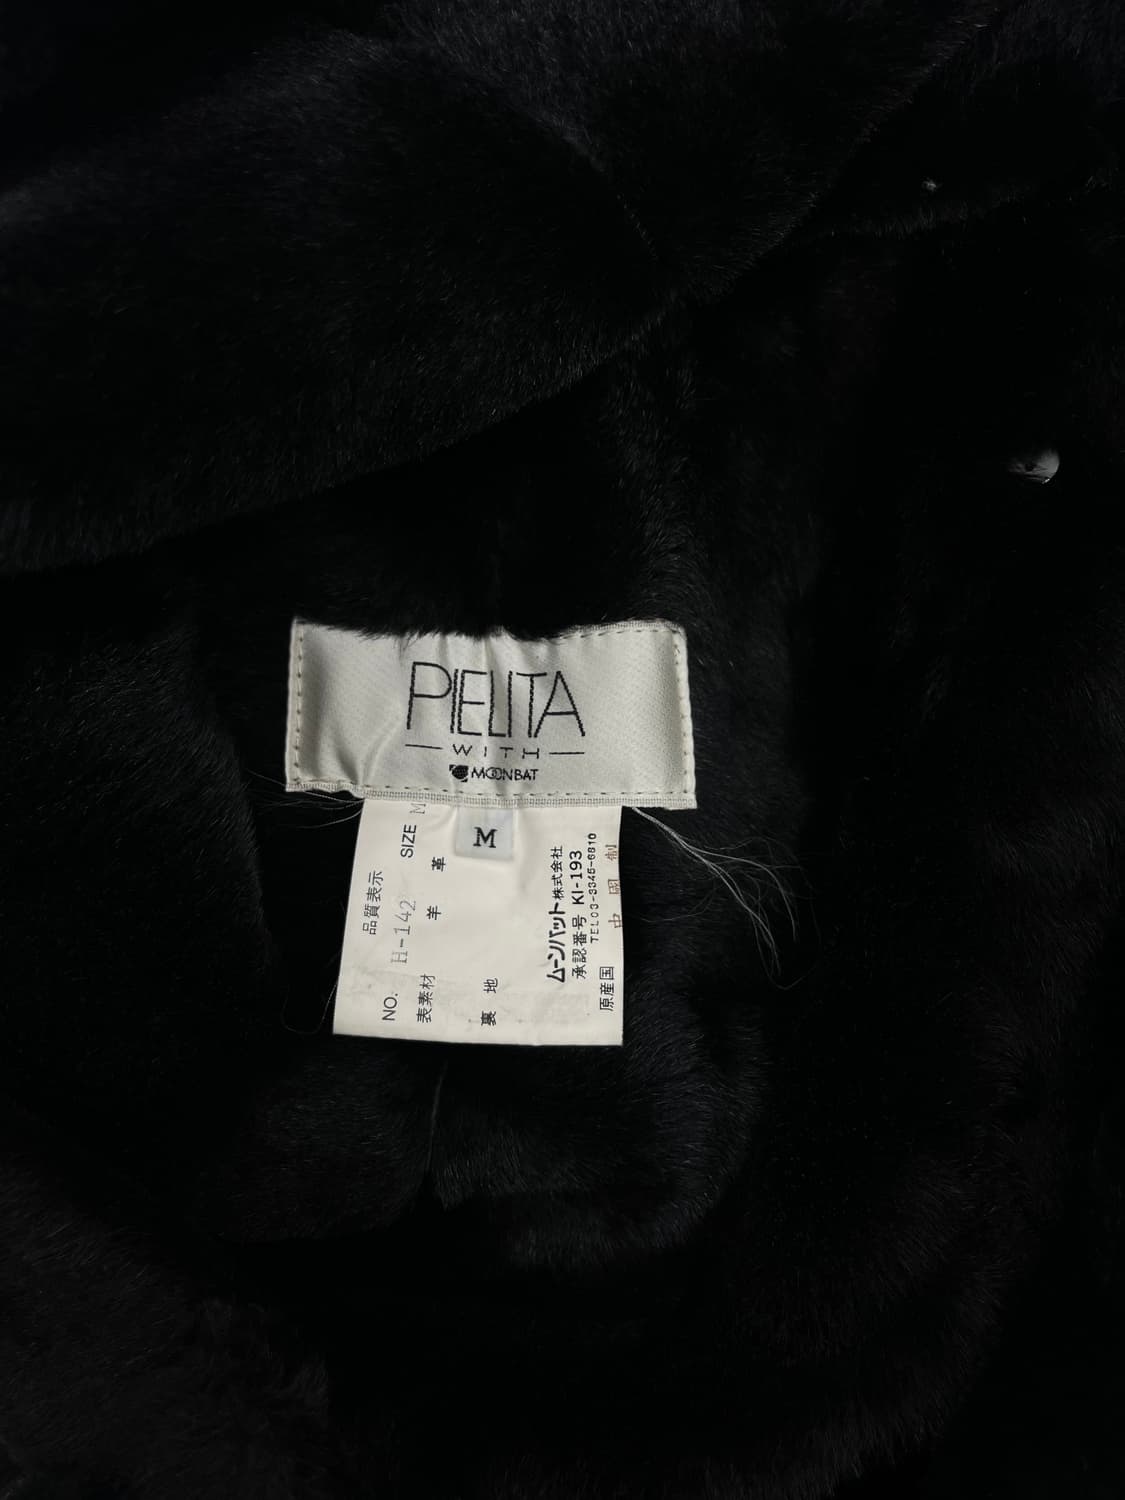 PIELITA
WITH
MOONBAT
M
品質表示 SIZE M
NO. H-142
表素材 羊 革
裏 地
ムーンバット株式会社
承認番号 KI-193
TEL03-3345-6810
原産国 中國制